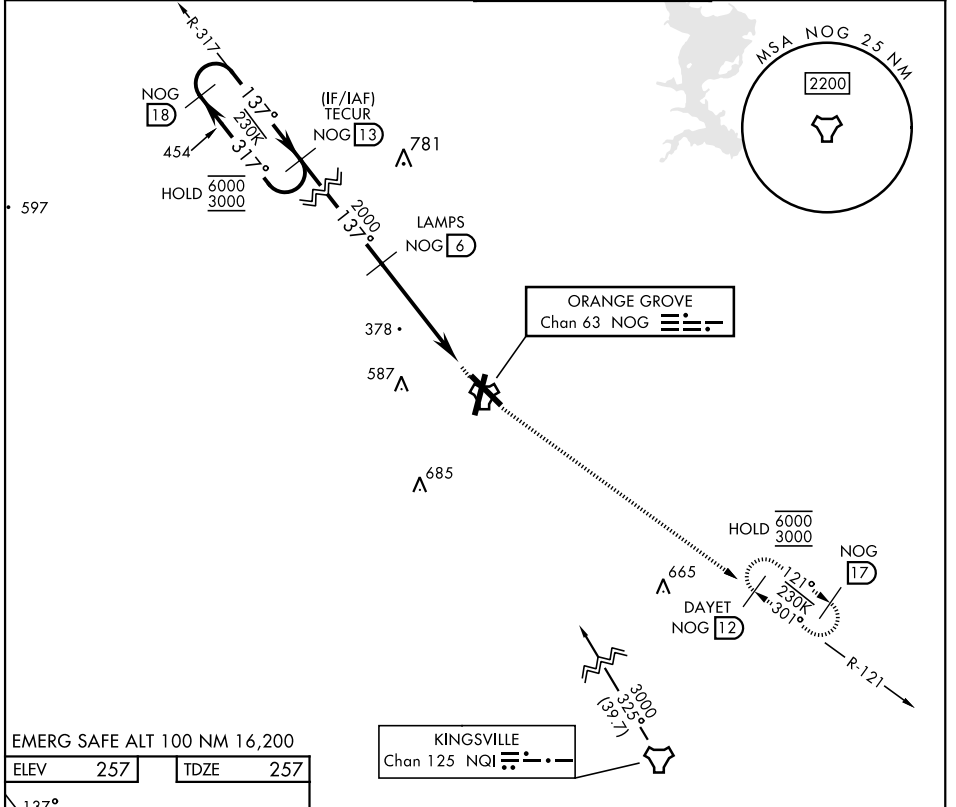 R-317
MSA NOG 25 NM
2200
NOG
18
137°
230K
317°
(IF/IAF)
TECUR
NOG 13
781
454
HOLD 6000
3000
597
2000
137°
LAMPS
NOG 6
ORANGE GROVE
Chan 63 NOG
378
587
685
HOLD 6000
3000
NOG
17
665
121°
230K
301°
DAYET
NOG 12
R-121
3000
325°
(39.7)
KINGSVILLE
Chan 125 NQI
EMERG SAFE ALT 100 NM 16,200
ELEV 257 TDZE 257
137°